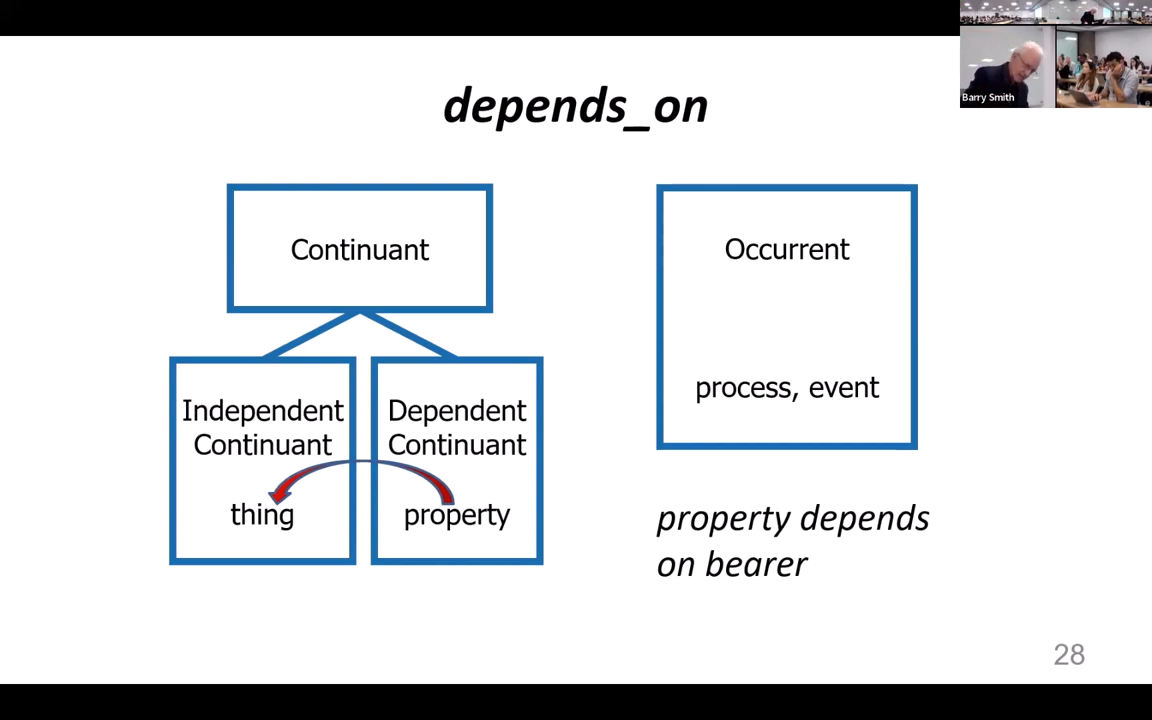 Barry Smith
depends_on
Continuant
Independent
Continuant
thing
Dependent
Continuant
property
Occurrent
process, event
property depends
on bearer
28